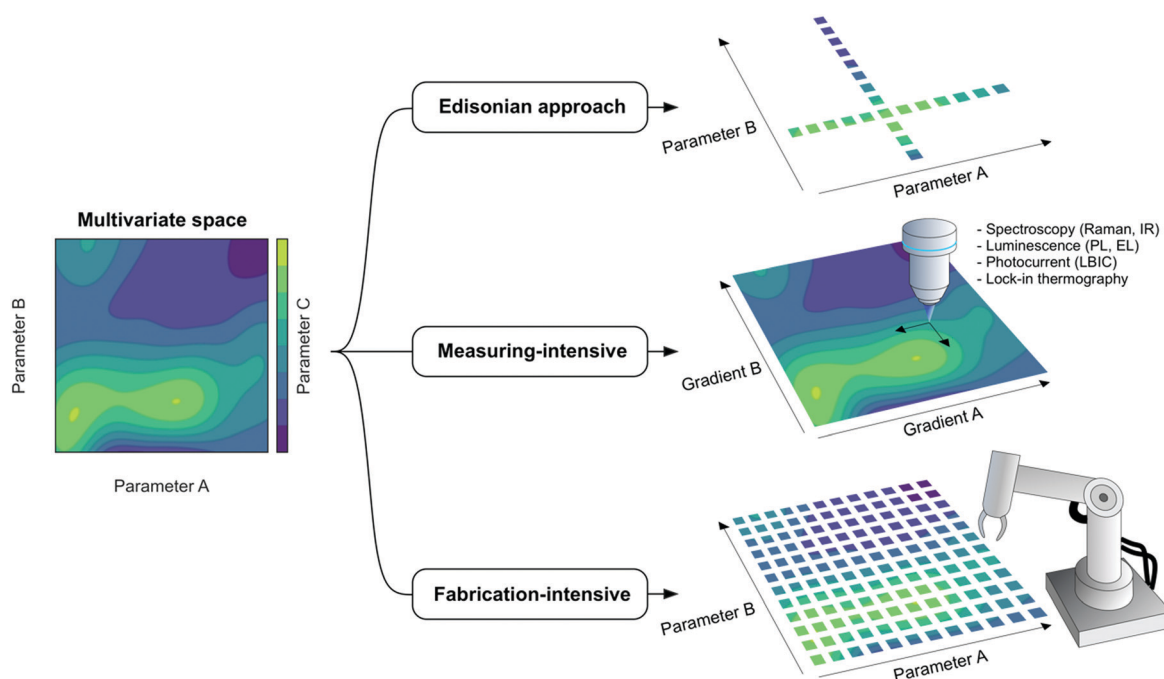 Multivariate space
Parameter B
Parameter C
Parameter A
Edisonian approach
Parameter B
Parameter A
Measuring-intensive
- Spectroscopy (Raman, IR)
- Luminescence (PL, EL)
- Photocurrent (LBIC)
- Lock-in thermography
Gradient B
Gradient A
Fabrication-intensive
Parameter B
Parameter A